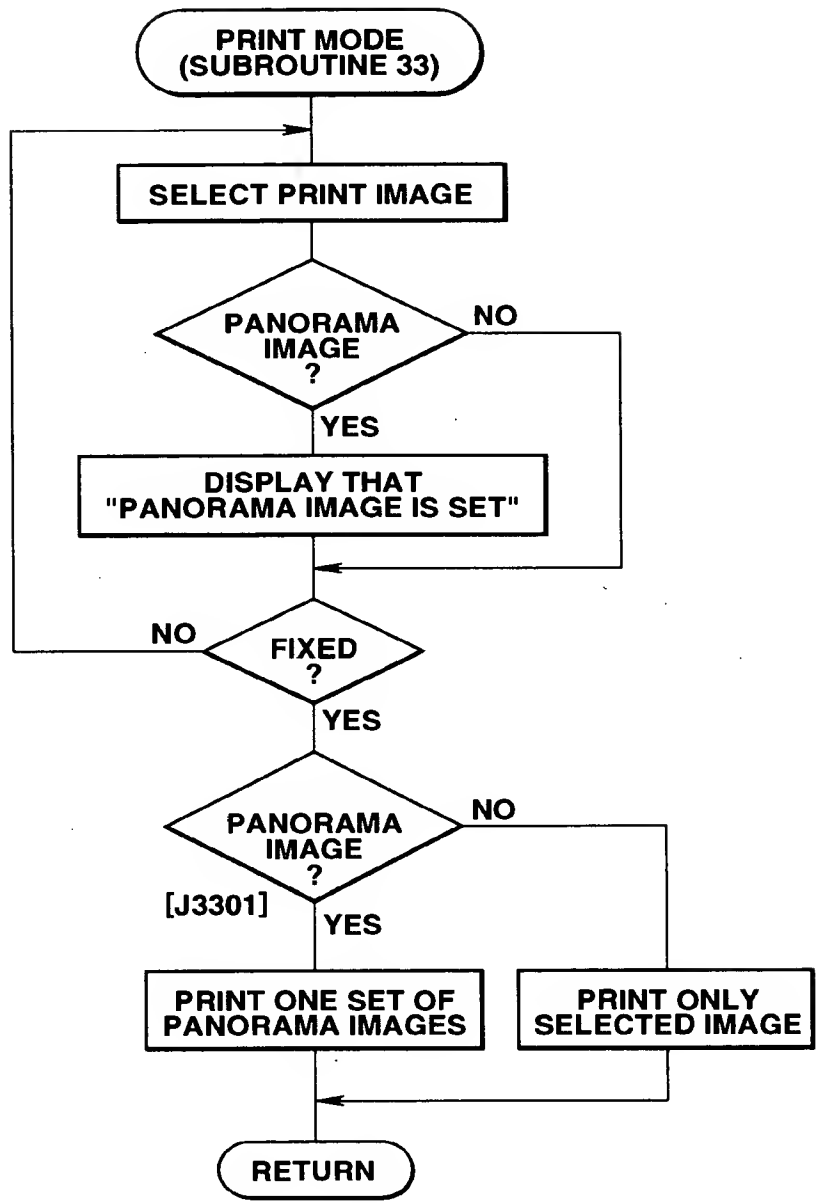 PRINT MODE
(SUBROUTINE 33)
SELECT PRINT IMAGE
PANORAMA
IMAGE
?
NO
YES
DISPLAY THAT
"PANORAMA IMAGE IS SET"
NO
FIXED
?
YES
PANORAMA
IMAGE
?
NO
[J3301]
YES
PRINT ONE SET OF
PANORAMA IMAGES
PRINT ONLY
SELECTED IMAGE
RETURN